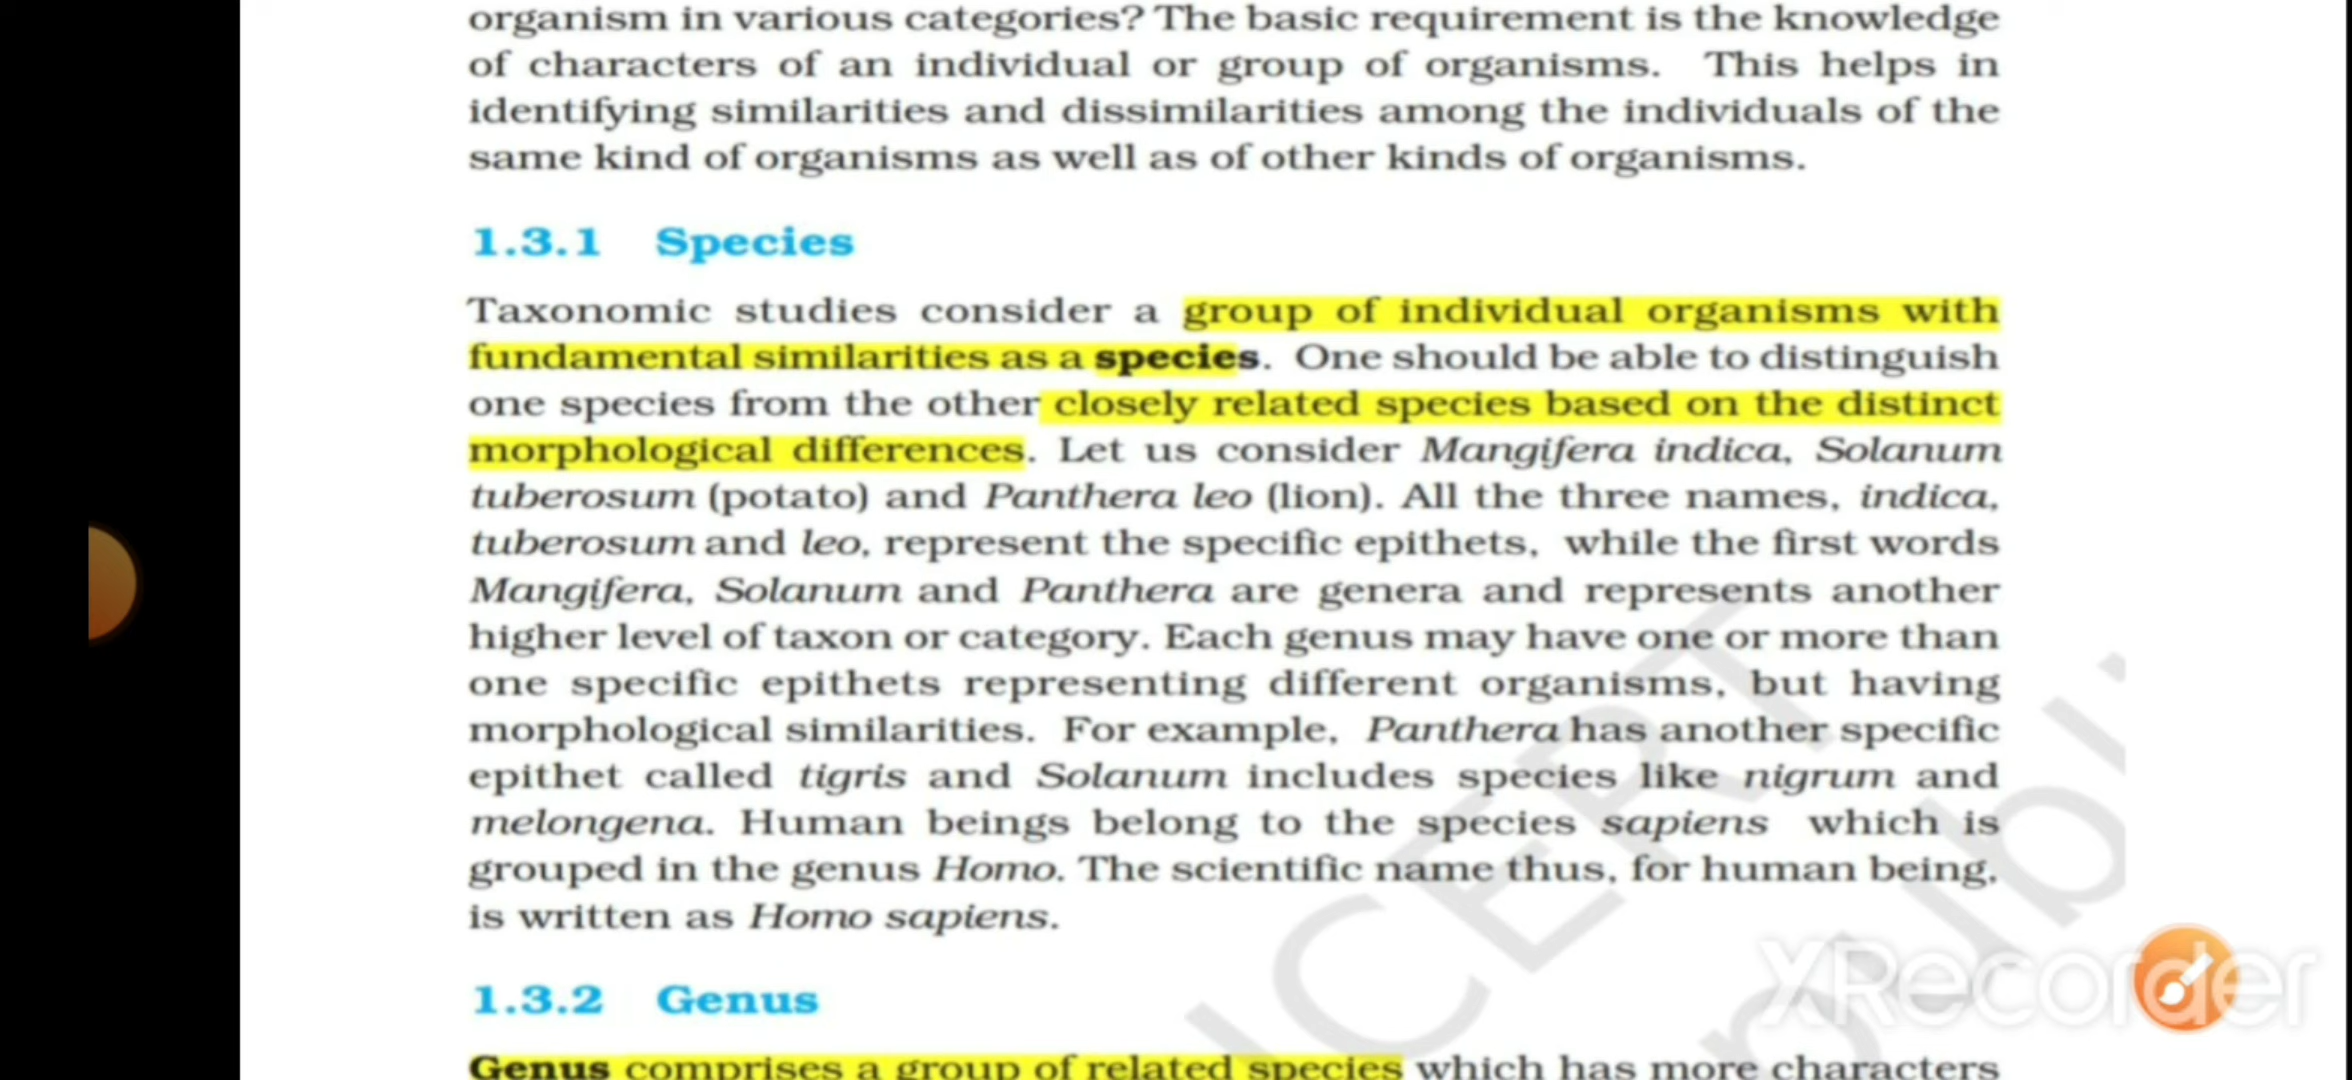 organism in various categories? The basic requirement is the knowledge
of characters of an individual or group of organisms. This helps in
identifying similarities and dissimilarities among the individuals of the
same kind of organisms as well as of other kinds of organisms.
1.3.1 Species
Taxonomic studies consider a group of individual organisms with
fundamental similarities as a species. One should be able to distinguish
one species from the other closely related species based on the distinct
morphological differences. Let us consider Mangifera indica, Solanum
tuberosum (potato) and Panthera leo (lion). All the three names, indica,
tuberosum and leo, represent the specific epithets, while the first words
Mangifera, Solanum and Panthera are genera and represents another
higher level of taxon or category. Each genus may have one or more than
one specific epithets representing different organisms, but having
morphological similarities. For example, Panthera has another specific
epithet called tigris and Solanum includes species like nigrum and
melongena. Human beings belong to the species sapiens which is
grouped in the genus Homo. The scientific name thus, for human being,
is written as Homo sapiens.
1.3.2 Genus
Genus comprises a group of related species which has more characters
XRecorder